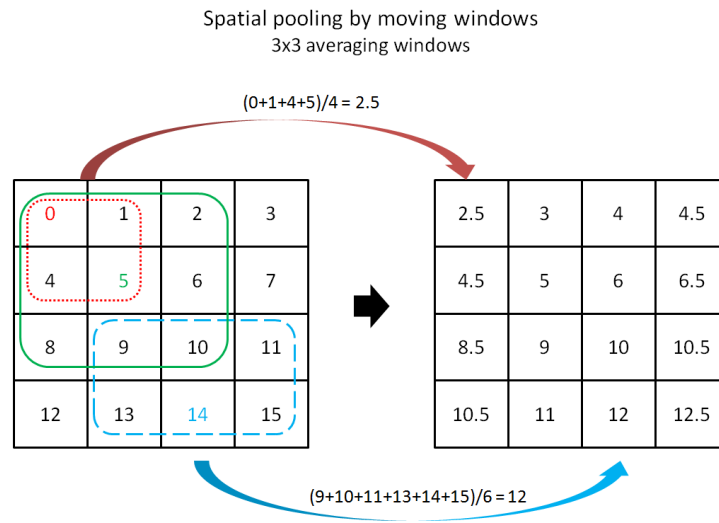 Spatial pooling by moving windows
3x3 averaging windows
(0+1+4+5)/4 = 2.5
0 1 2 3
4 5 6 7
8 9 10 11
12 13 14 15
2.5 3 4 4.5
4.5 5 6 6.5
8.5 9 10 10.5
10.5 11 12 12.5
(9+10+11+13+14+15)/6 = 12